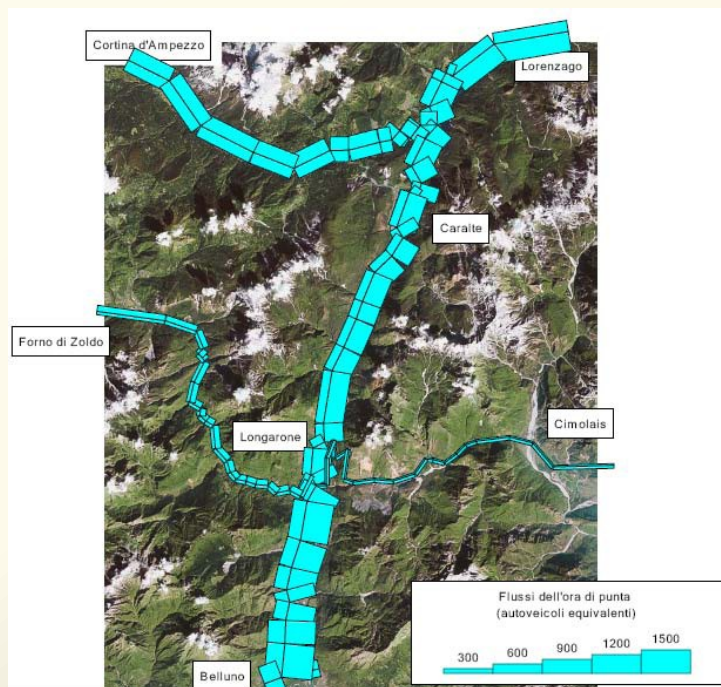 Cortina d'Ampezzo
Lorenzago
Caralte
Forno di Zoldo
Cimolais
Longarone
Flussi dell'ora di punta
(autoveicoli equivalenti)
300 600 900 1200 1500
Belluno